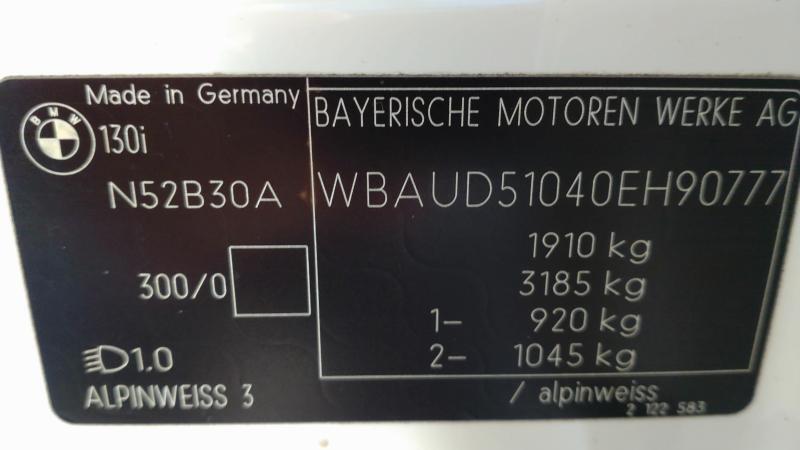 Made in Germany
BMW
130i
N52B30A
300/0
1.0
ALPINWEISS 3
BAYERISCHE MOTOREN WERKE AG
WBAUD51040EH90777
1910 kg
3185 kg
1- 920 kg
2- 1045 kg
/ alpinweiss
2 122 583